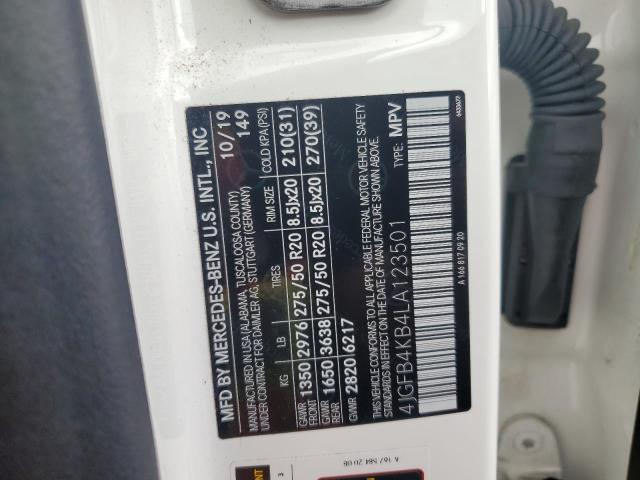 MFD BY MERCEDES-BENZ U.S. INTL., INC 10/19
MADE IN USA (ALABAMA, TUSCALOOSA COUNTY) 149
UNDER CONTRACT FOR DAIMLER AG, STUTTGART (GERMANY)
KG LB TIRES RIM SIZE COLD KPA(PSI)
GAWR FRONT 1350 2976 275/50 R20 8.5Jx20 210(31)
GAWR REAR 1650 3638 275/50 R20 8.5Jx20 270(39)
GVWR 2820 6217
THIS VEHICLE CONFORMS TO ALL APPLICABLE FEDERAL MOTOR VEHICLE SAFETY
STANDARDS IN EFFECT ON THE DATE OF MANUFACTURE SHOWN ABOVE.
4JGFB4KB4LA123501 TYPE: MPV
A 166 817 09 20
A 167 584 20 08